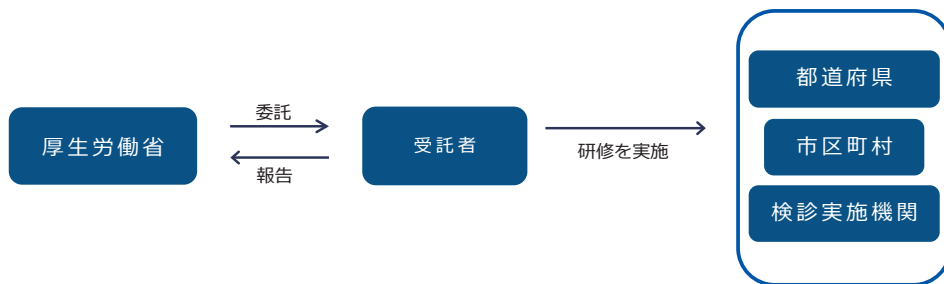 厚生労働省
委託
報告
受託者
研修を実施
都道府県
市区町村
検診実施機関